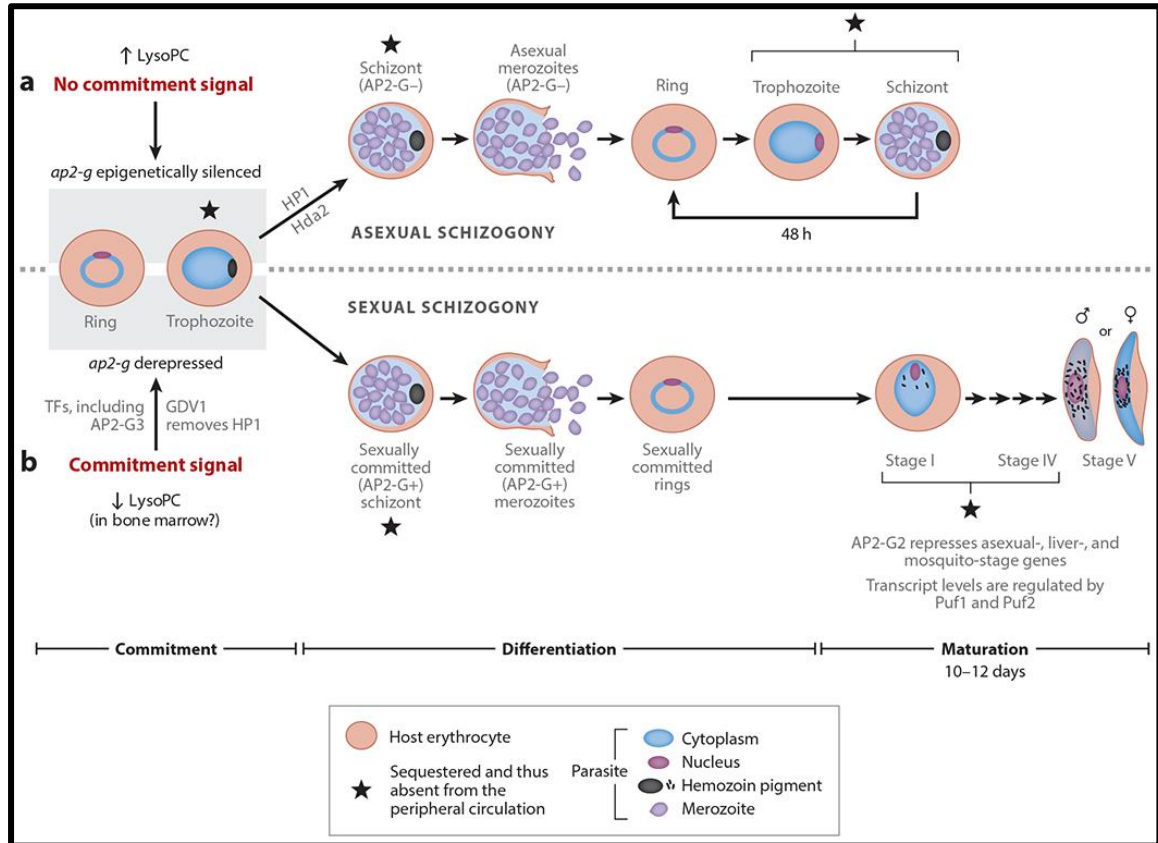 ↑ LysoPC
a
No commitment signal
ap2-g epigenetically silenced
Ring
Trophozoite
HP1
Hda2
Schizont
(AP2-G–)
Asexual
merozoites
(AP2-G–)
Ring
Trophozoite
Schizont
48 h
ASEXUAL SCHIZOGONY
SEXUAL SCHIZOGONY
ap2-g derepressed
TFs, including
AP2-G3
GDV1
removes HP1
b
Commitment signal
↓ LysoPC
(in bone marrow?)
Sexually
committed
(AP2-G+)
schizont
Sexually
committed
(AP2-G+)
merozoites
Sexually
committed
rings
♂ or ♀
Stage I
Stage IV
Stage V
AP2-G2 represses asexual-, liver-, and
mosquito-stage genes
Transcript levels are regulated by
Puf1 and Puf2
Commitment
Differentiation
Maturation
10–12 days
Host erythrocyte
Sequestered and thus
absent from the
peripheral circulation
Parasite
Cytoplasm
Nucleus
Hemozoin pigment
Merozoite